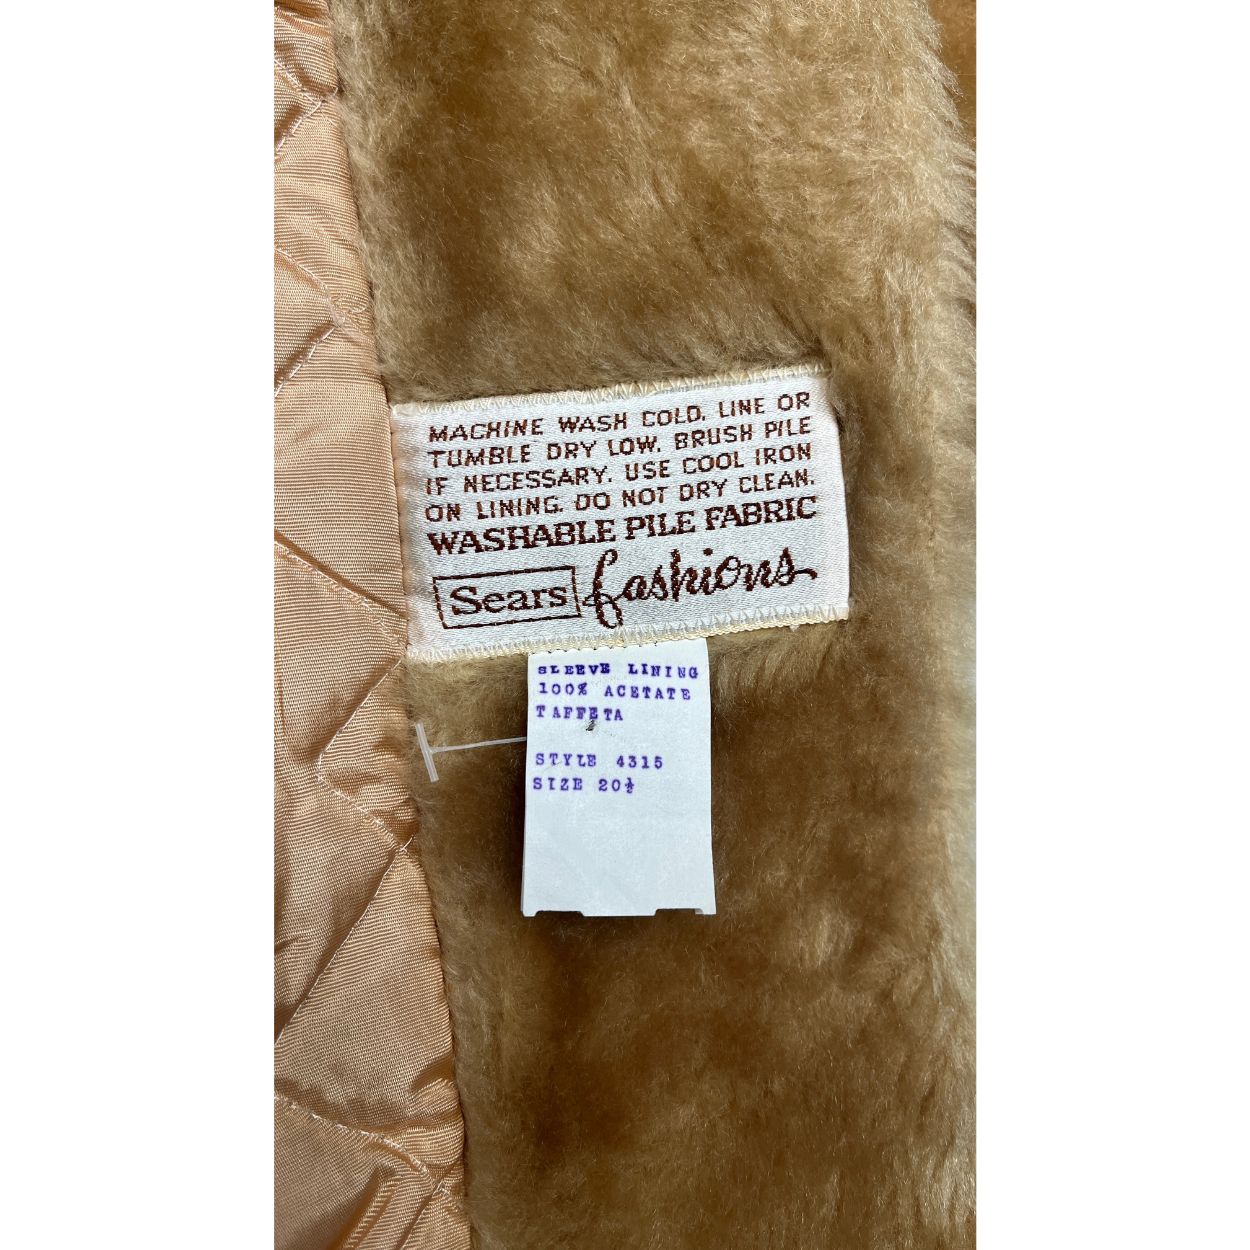 MACHINE WASH COLD. LINE OR
TUMBLE DRY LOW. BRUSH PILE
IF NECESSARY. USE COOL IRON
ON LINING. DO NOT DRY CLEAN.
WASHABLE PILE FABRIC
Sears fashions
SLEEVE LINING
100% ACETATE
TAFFETA
STYLE 4315
SIZE 20½